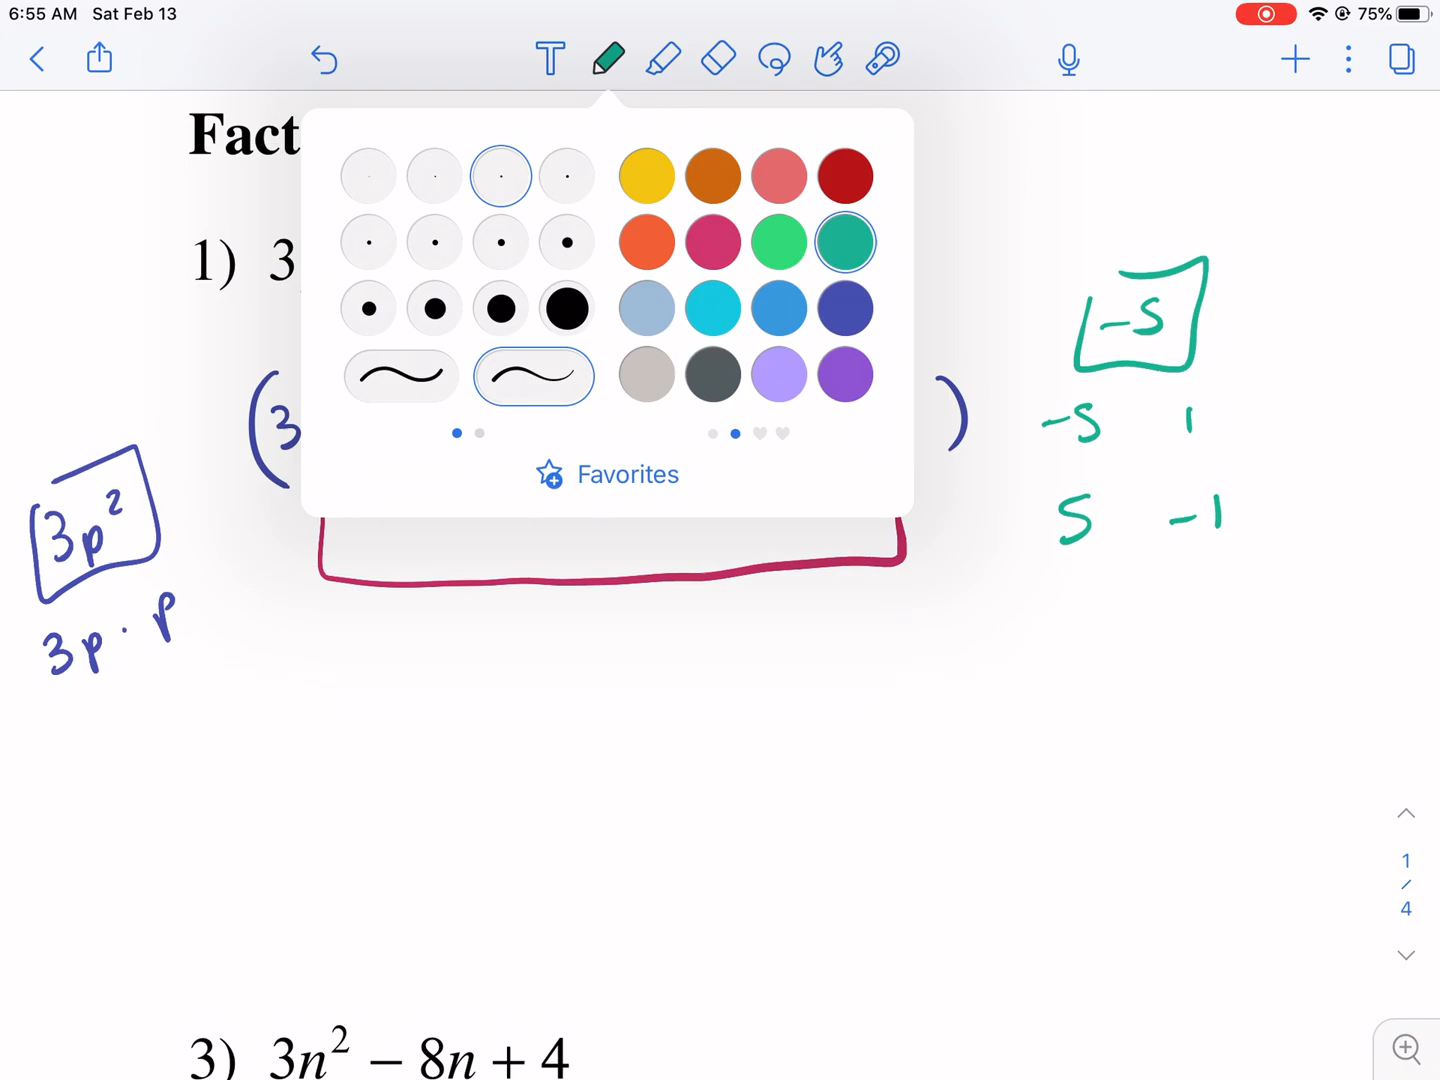 6:55 AM Sat Feb 13
75%
T
Fact
1) 3
-5
(3 )
-5 1
3p²
5 -1
3p · p
Favorites
1
/
4
3) 3n² − 8n + 4